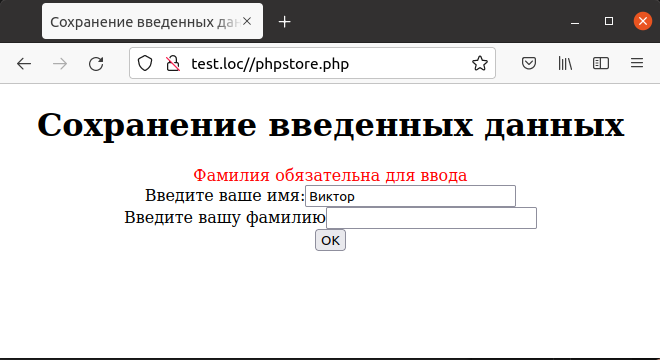 Сохранение введенных дан
test.loc//phpstore.php
Сохранение введенных данных
Фамилия обязательна для ввода
Введите ваше имя: Виктор
Введите вашу фамилию
OK